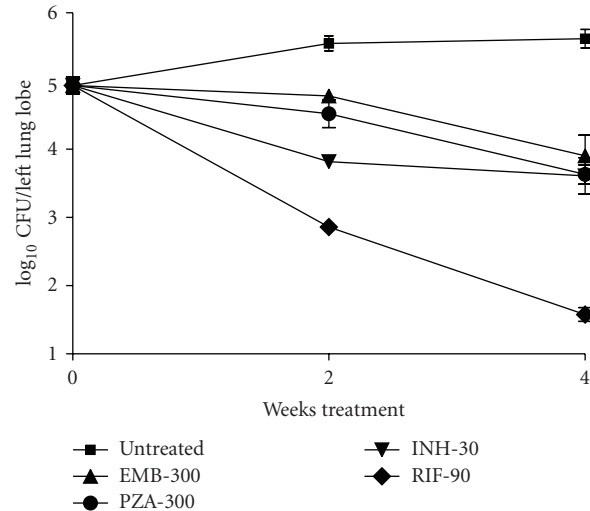 6
5
4
3
2
1
log10 CFU/left lung lobe
0
2
4
Weeks treatment
Untreated
EMB-300
PZA-300
INH-30
RIF-90